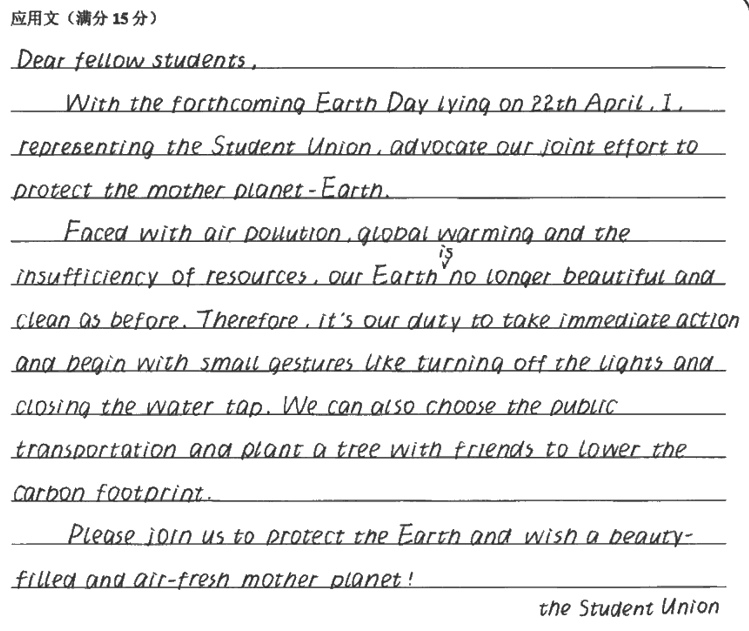 应用文（满分 15 分）
Dear fellow students,
With the forthcoming Earth Day lying on 22th April, I,
representing the Student Union, advocate our joint effort to
protect the mother planet-Earth.
Faced with air pollution, global warming and the
insufficiency of resources, our Earth is no longer beautiful and
clean as before. Therefore, it's our duty to take immediate action
and begin with small gestures like turning off the lights and
closing the water tap. We can also choose the public
transportation and plant a tree with friends to lower the
carbon footprint.
Please join us to protect the Earth and wish a beauty-
filled and air-fresh mother planet!
the Student Union